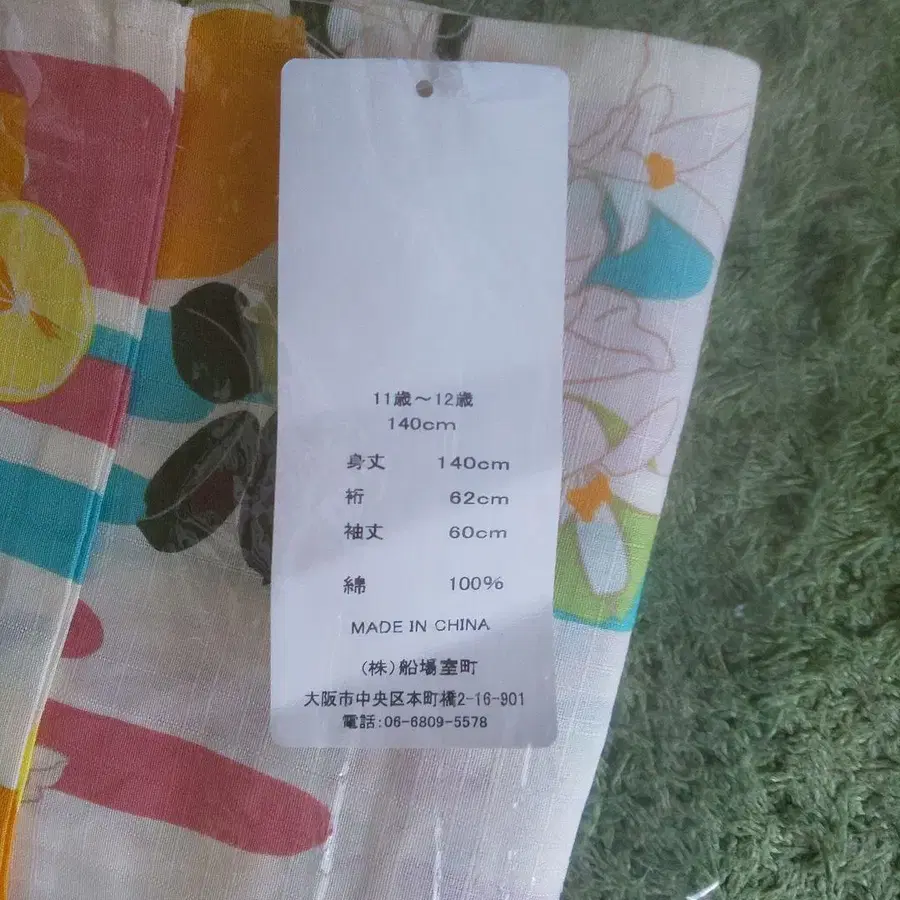 11歳～12歳
140cm
身丈 140cm
裄 62cm
袖丈 60cm
綿 100%
MADE IN CHINA
(株)船場室町
大阪市中央区本町橋2-16-901
電話:06-6809-5578